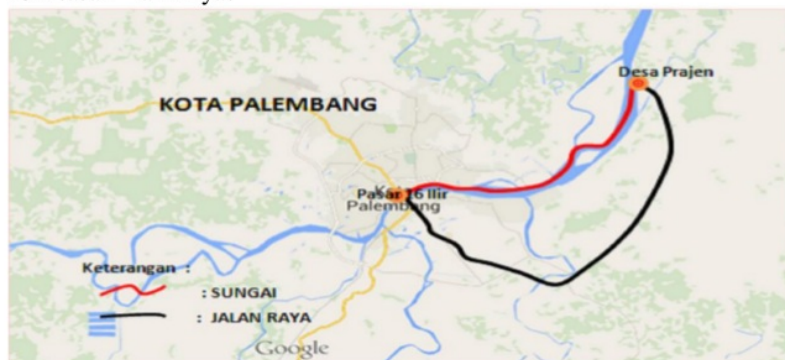 Desa Prajen
KOTA PALEMBANG
Pasar 16 Ilir
Palembang
Keterangan :
: SUNGAI
: JALAN RAYA
Google